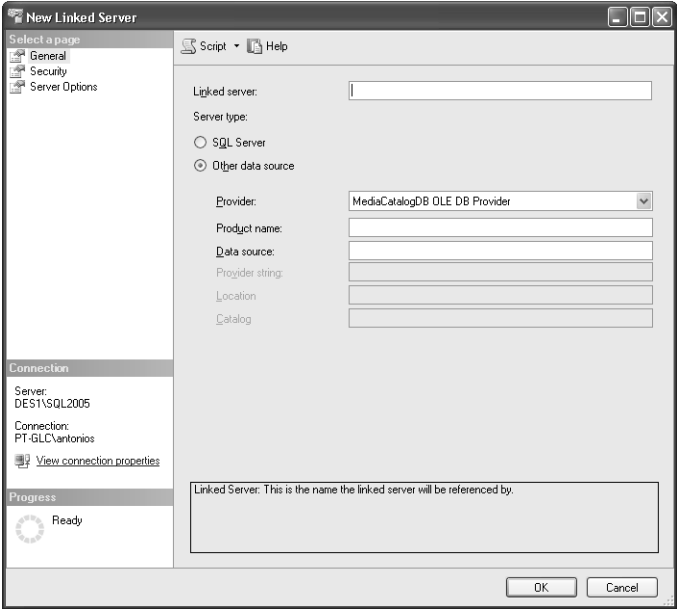 New Linked Server
Select a page
General
Security
Server Options
Script
Help
Linked server:
Server type:
SQL Server
Other data source
Provider:
MediaCatalogDB OLE DB Provider
Product name:
Data source:
Provider string:
Location
Catalog
Connection
Server:
DES1\SQL2005
Connection:
PT-GLC\antonios
View connection properties
Progress
Ready
Linked Server: This is the name the linked server will be referenced by.
OK
Cancel